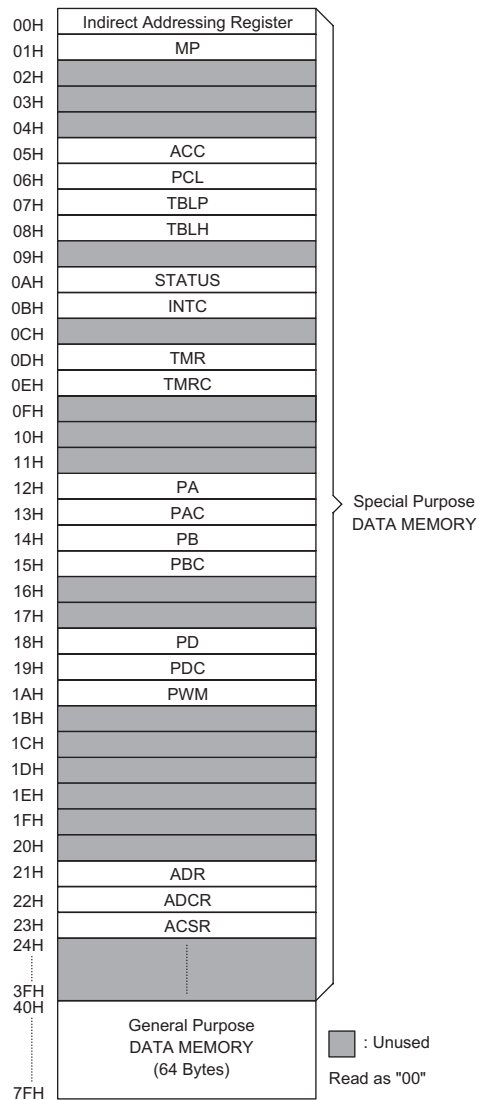 00H Indirect Addressing Register
01H MP
02H
03H
04H
05H ACC
06H PCL
07H TBLP
08H TBLH
09H
0AH STATUS
0BH INTC
0CH
0DH TMR
0EH TMRC
0FH
10H
11H
12H PA
13H PAC
14H PB
15H PBC
16H
17H
18H PD
19H PDC
1AH PWM
1BH
1CH
1DH
1EH
1FH
20H
21H ADR
22H ADCR
23H ACSR
24H
3FH
40H
7FH
General Purpose
DATA MEMORY
(64 Bytes)
Special Purpose
DATA MEMORY
: Unused
Read as "00"